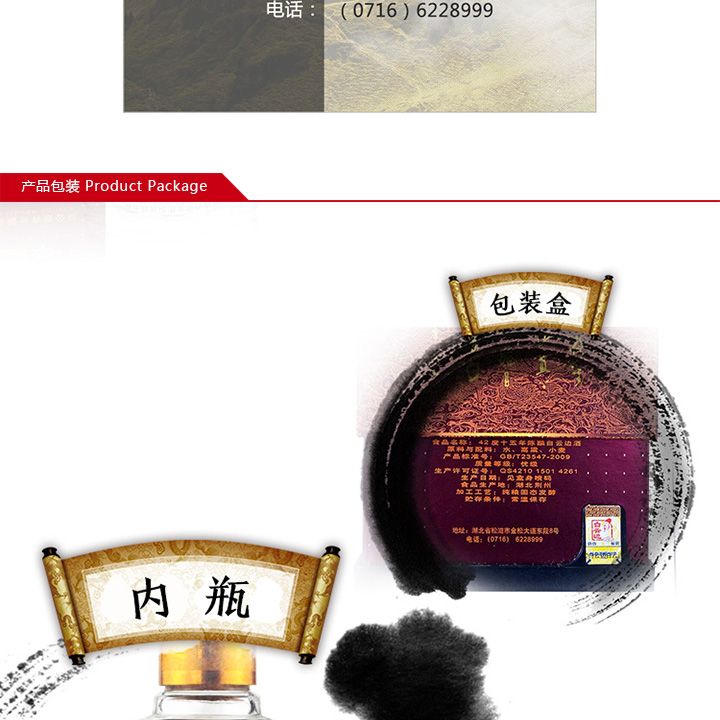 电话： （0716）6228999
产品包装 Product Package
包装盒
食品名称：42度十五年陈酿白云边酒
原料与配料：水、高粱、小麦
产品标准号：GB/T23547-2009
质量等级：优级
生产许可证号：QS4210 1501 4261
生产日期：见盒身喷码
食品生产地：湖北荆州
加工工艺：纯粮固态发酵
贮存条件：常温保存
地址：湖北省松滋市金松大道东段8号
电话：（0716） 6228999
白云边
内瓶